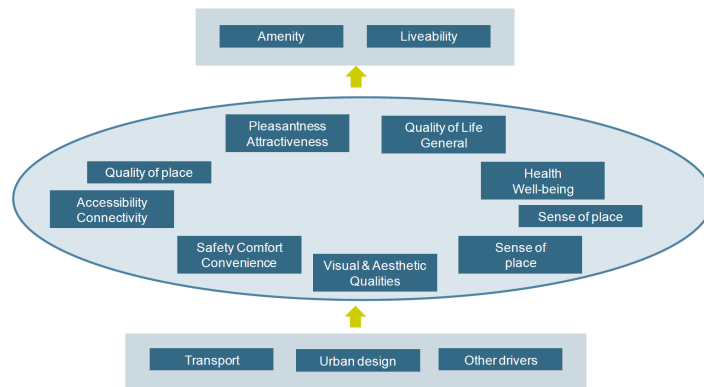 Amenity
Liveability
Pleasantness
Attractiveness
Quality of Life
General
Quality of place
Health
Well-being
Accessibility
Connectivity
Sense of place
Safety Comfort
Convenience
Sense of
place
Visual & Aesthetic
Qualities
Transport
Urban design
Other drivers